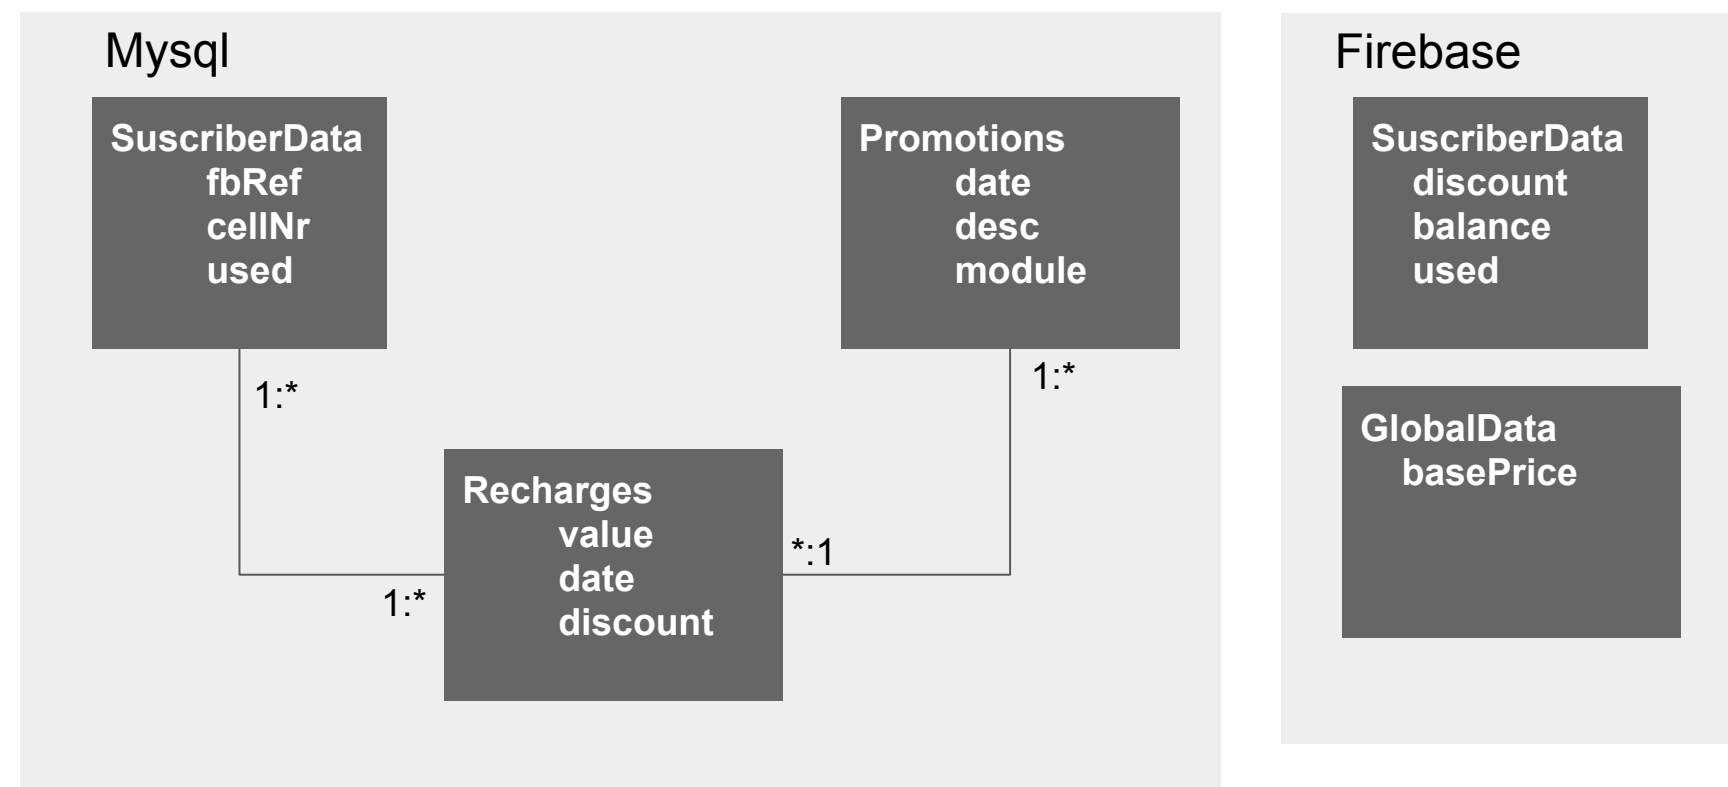 Mysql
SuscriberData
fbRef
cellNr
used
Promotions
date
desc
module
1:*
1:*
Recharges
value
date
discount
*:1
1:*
Firebase
SuscriberData
discount
balance
used
GlobalData
basePrice